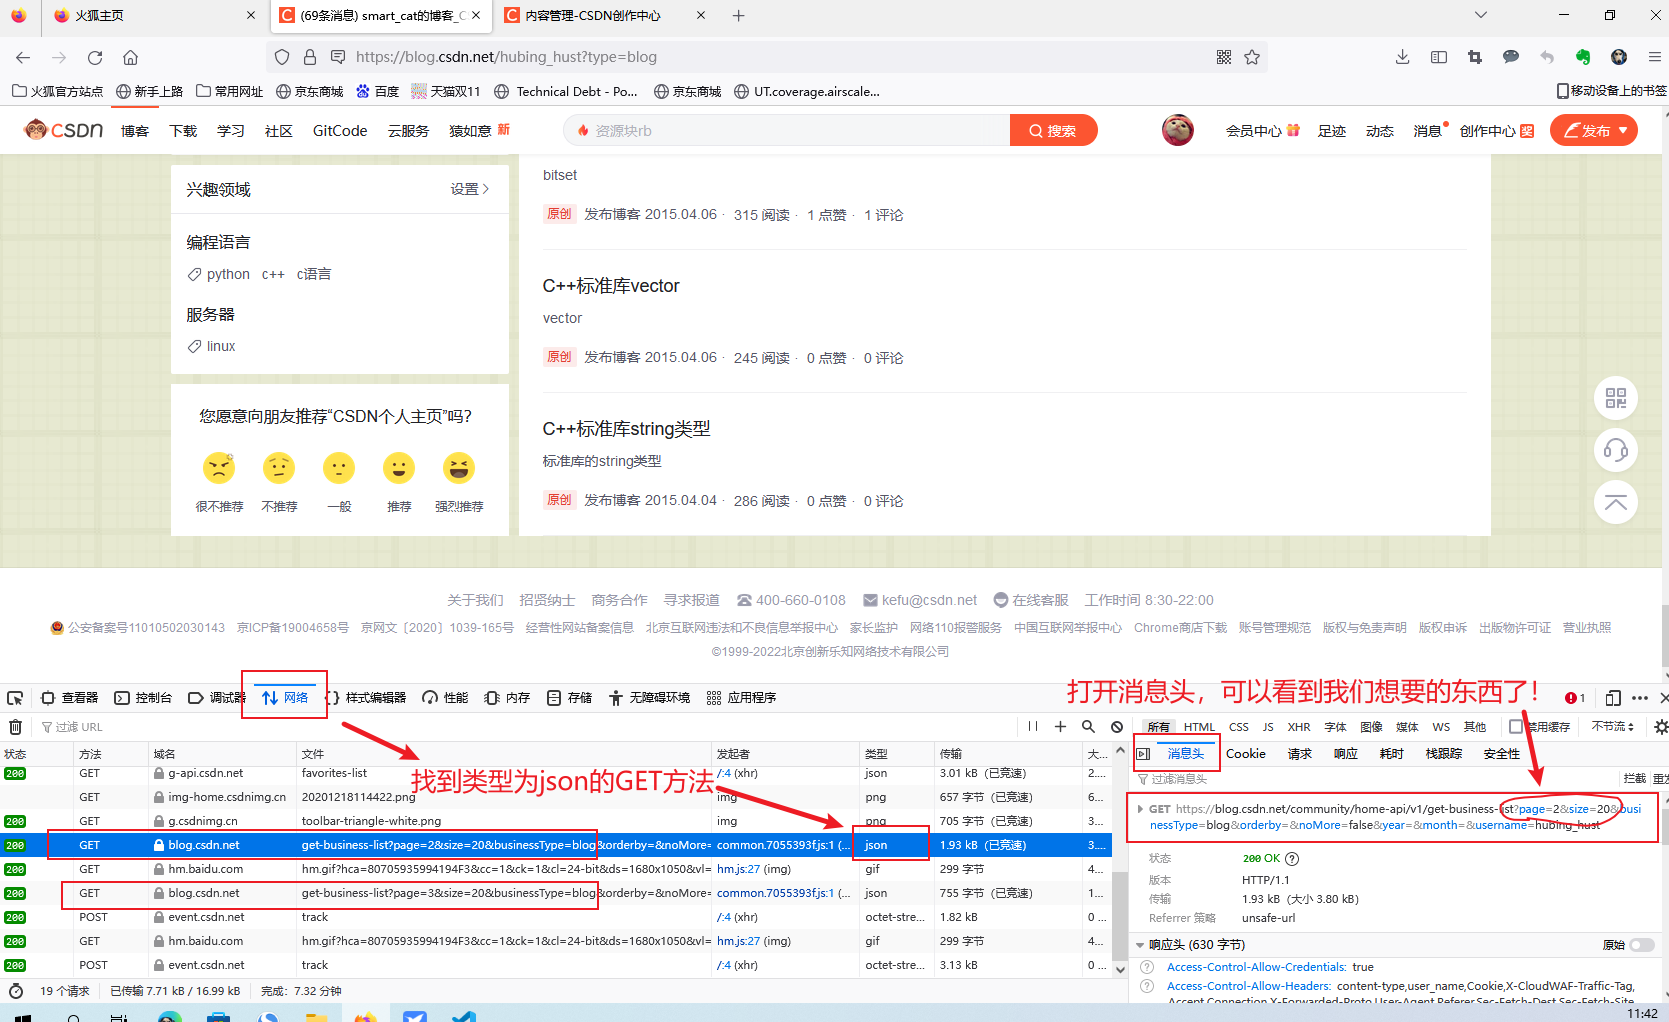 火狐主页
(69条消息) smart_cat的博客_C
内容管理-CSDN创作中心
https://blog.csdn.net/hubing_hust?type=blog
火狐官方站点 新手上路 常用网址 京东商城 百度 天猫双11 Technical Debt - Po... 京东商城 UT.coverage.airscale... 移动设备上的书签
CSDN 博客 下载 学习 社区 GitCode 云服务 猿如意 新 资源块rb 搜索 会员中心 足迹 动态 消息 创作中心 奖 发布
兴趣领域 设置
编程语言
python c++ c语言
服务器
linux
您愿意向朋友推荐“CSDN个人主页”吗?
很不推荐 不推荐 一般 推荐 强烈推荐
bitset
原创 发布博客 2015.04.06 · 315 阅读 · 1 点赞 · 1 评论
C++标准库vector
vector
原创 发布博客 2015.04.06 · 245 阅读 · 0 点赞 · 0 评论
C++标准库string类型
标准库的string类型
原创 发布博客 2015.04.04 · 286 阅读 · 0 点赞 · 0 评论
关于我们 招贤纳士 商务合作 寻求报道 400-660-0108 kefu@csdn.net 在线客服 工作时间 8:30-22:00
公安备案号11010502030143 京ICP备19004658号 京网文〔2020〕1039-165号 经营性网站备案信息 北京互联网违法和不良信息举报中心 家长监护 网络110报警服务 中国互联网举报中心 Chrome商店下载 账号管理规范 版权与免责声明 版权申诉 出版物许可证 营业执照
©1999-2022北京创新乐知网络技术有限公司
查看器 控制台 调试器 网络 样式编辑器 性能 内存 存储 无障碍环境 应用程序 1
打开消息头，可以看到我们想要的东西了！
过滤 URL
所有 HTML CSS JS XHR 字体 图像 媒体 WS 其他 禁用缓存 不节流
状态 方法 域名 文件 发起者 类型 传输 大...
200 GET g-api.csdn.net favorites-list /:4 (xhr) json 3.01 kB（已竞速） 2....
GET img-home.csdnimg.cn 20201218114422.png img png 657 字节（已竞速） 6...
200 GET g.csdnimg.cn toolbar-triangle-white.png img png 705 字节（已竞速） 3...
200 GET blog.csdn.net get-business-list?page=2&size=20&businessType=blog&orderby=&noMore= common.7055393f.js:1 (... json 1.93 kB（已竞速） 3....
200 GET hm.baidu.com hm.gif?hca=80705935994194F3&cc=1&ck=1&cl=24-bit&ds=1680x1050&vl= hm.js:27 (img) gif 299 字节 4...
200 GET blog.csdn.net get-business-list?page=3&size=20&businessType=blog&orderby=&noMore= common.7055393f.js:1 (... json 755 字节（已竞速） 1....
200 POST event.csdn.net track /:4 (xhr) octet-stre... 1.82 kB 0 ...
200 GET hm.baidu.com hm.gif?hca=80705935994194F3&cc=1&ck=1&cl=24-bit&ds=1680x1050&vl= hm.js:27 (img) gif 299 字节 4...
200 POST event.csdn.net track /:4 (xhr) octet-stre... 3.13 kB 0 ...
找到类型为json的GET方法
19 个请求 已传输 7.71 kB / 16.99 kB 完成：7.32 分钟
消息头 Cookie 请求 响应 耗时 栈跟踪 安全性
过滤消息头 拦截 重发
GET https://blog.csdn.net/community/home-api/v1/get-business-list?page=2&size=20&busi
nessType=blog&orderby=&noMore=false&year=&month=&username=hubing_hust
状态 200 OK
版本 HTTP/1.1
传输 1.93 kB（大小 3.80 kB）
Referrer 策略 unsafe-url
响应头 (630 字节) 原始
Access-Control-Allow-Credentials: true
Access-Control-Allow-Headers: content-type,user_name,Cookie,X-CloudWAF-Traffic-Tag,
Accept,Connection,X-Forwarded-Proto,User-Agent,Referer,Sec-Fetch-Dest,Sec-Fetch-Site,
11:42